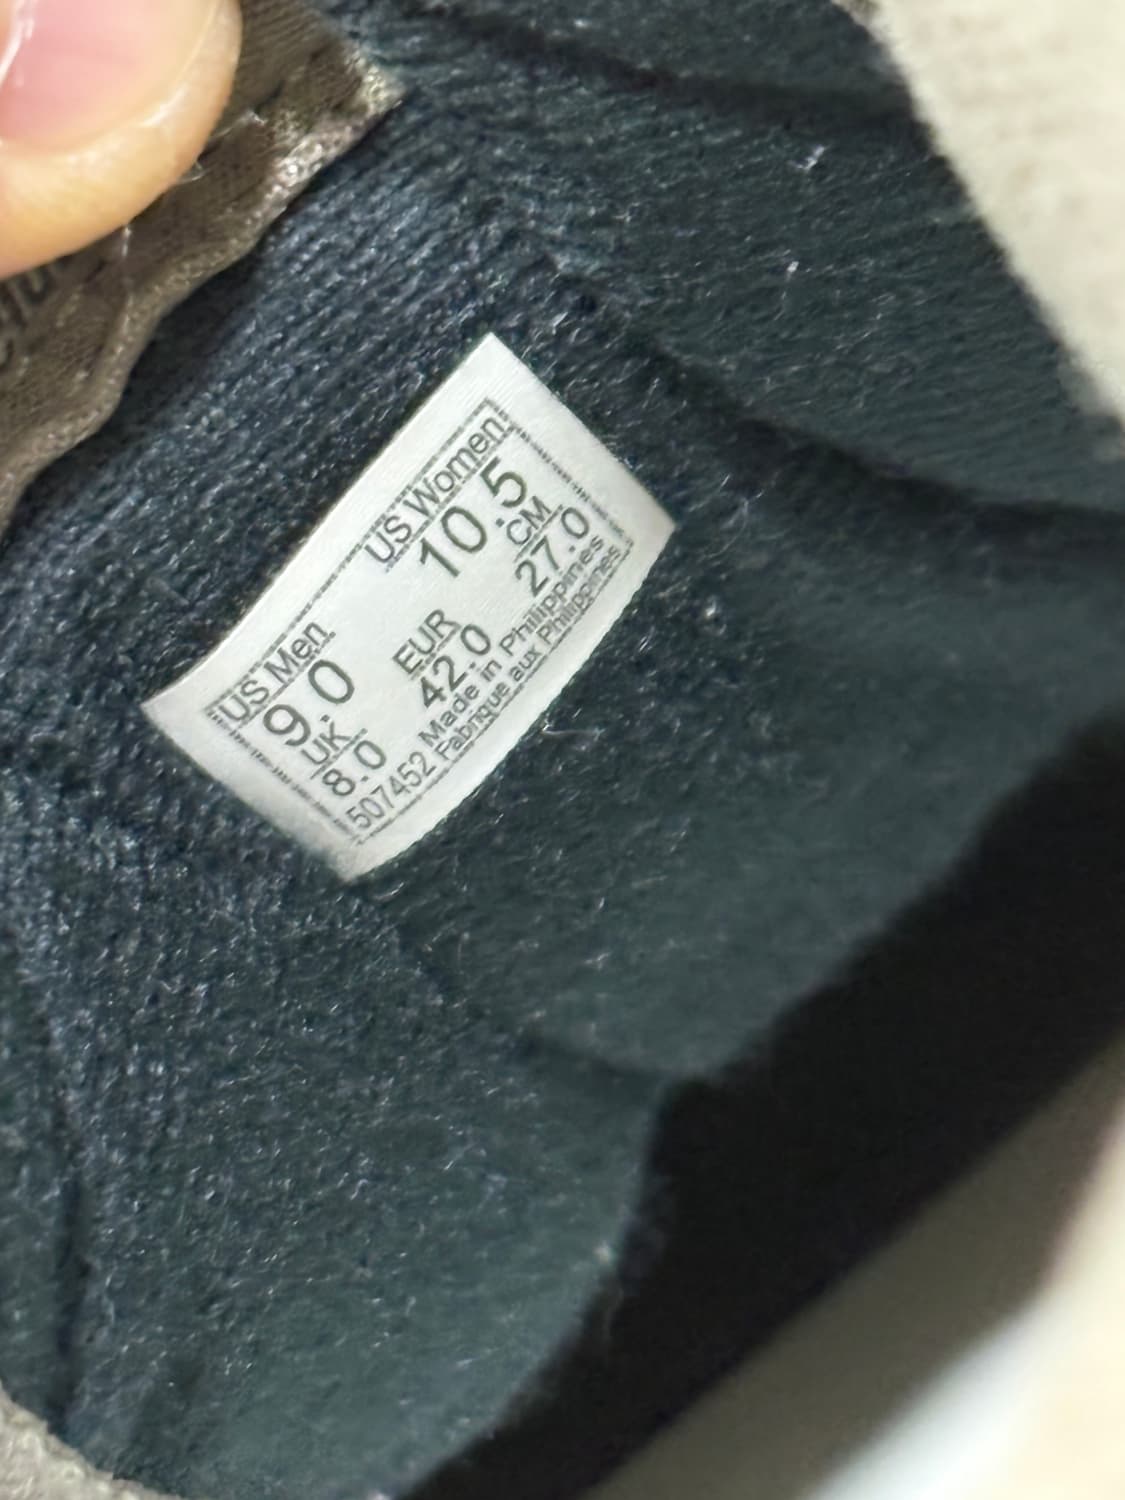 US Men US Women
9.0 10.5
UK EUR CM
8.0 42.0 27.0
507452 Made in Philippines
Fabrique aux Philippines